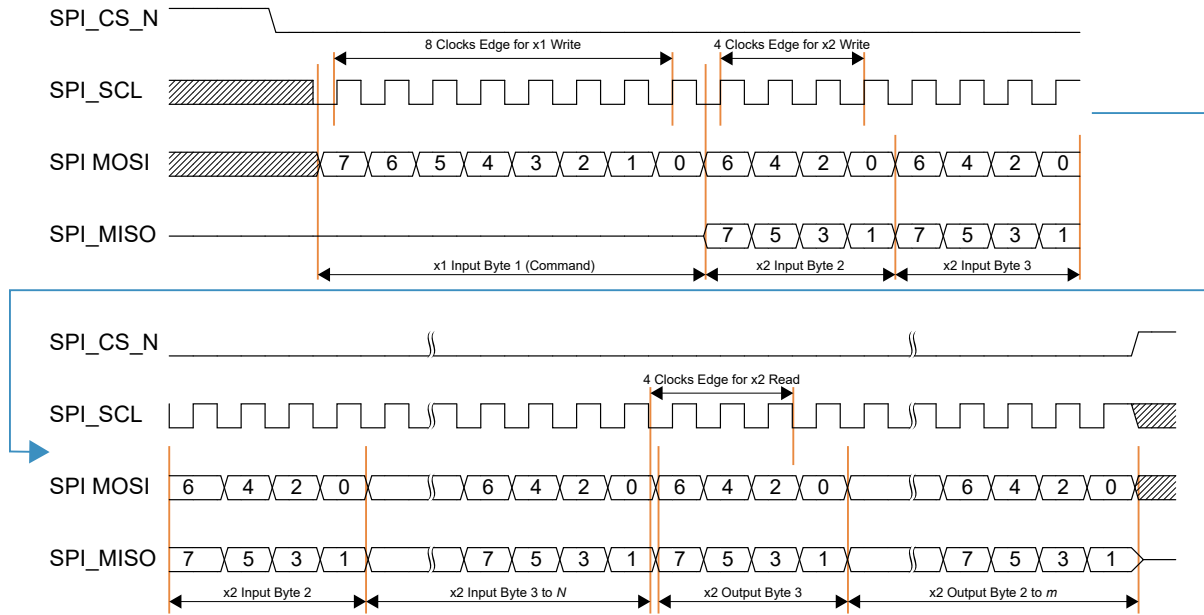 SPI_CS_N
8 Clocks Edge for x1 Write
4 Clocks Edge for x2 Write
SPI_SCL
SPI MOSI
7 6 5 4 3 2 1 0 6 4 2 0 6 4 2 0
SPI_MISO
7 5 3 1 7 5 3 1
x1 Input Byte 1 (Command)
x2 Input Byte 2
x2 Input Byte 3
SPI_CS_N
4 Clocks Edge for x2 Read
SPI_SCL
SPI MOSI
6 4 2 0 6 4 2 0 6 4 2 0 6 4 2 0
SPI_MISO
7 5 3 1 7 5 3 1 7 5 3 1 7 5 3 1
x2 Input Byte 2
x2 Input Byte 3 to N
x2 Output Byte 3
x2 Output Byte 2 to m